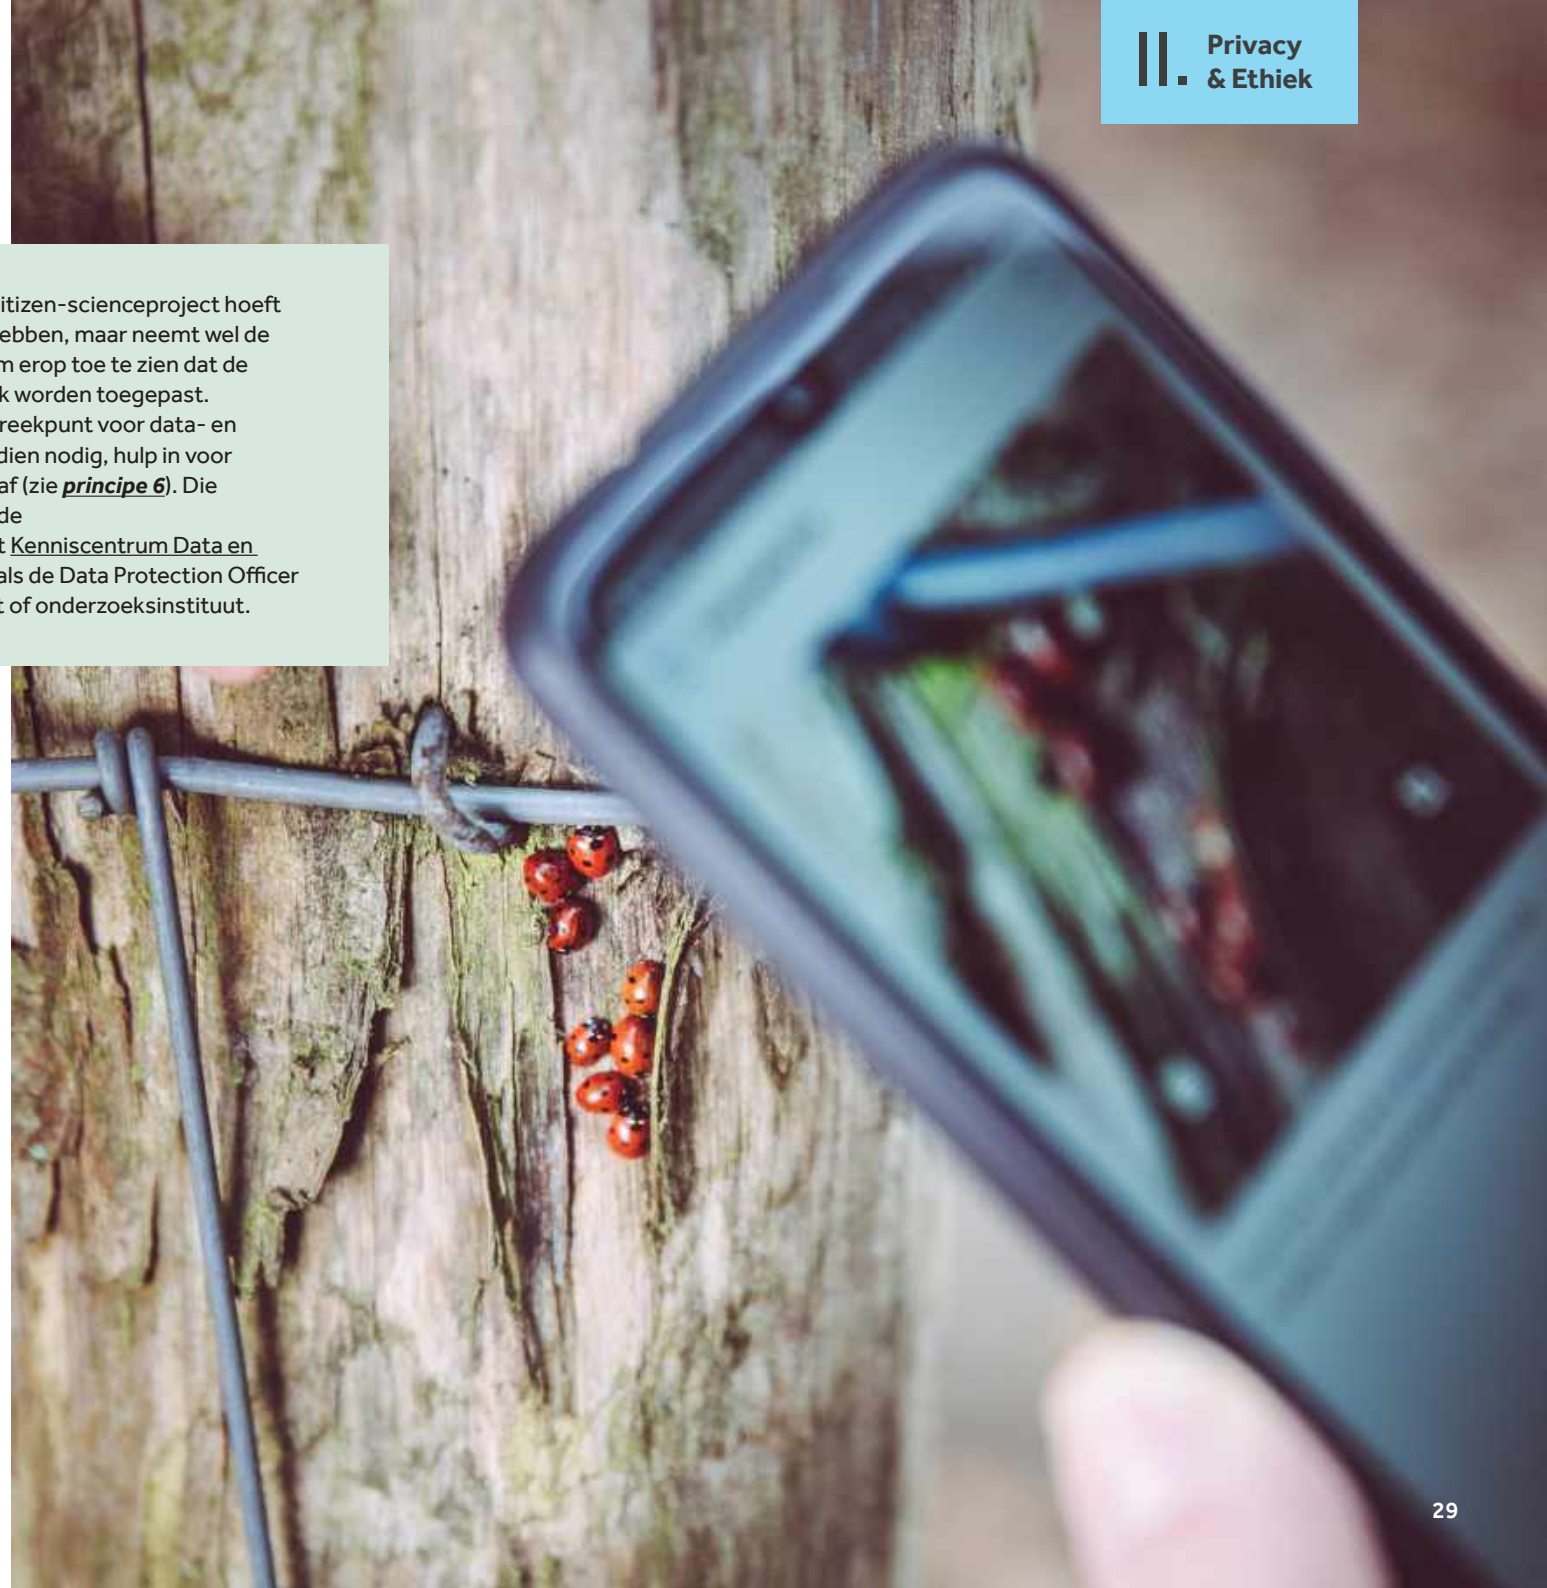 II. Privacy
& Ethiek
itizen-scienceproject hoeft
ebben, maar neemt wel de
m erop toe te zien dat de
k worden toegepast.
reekpunt voor data- en
dien nodig, hulp in voor
af (zie principe 6). Die
de
t Kenniscentrum Data en
als de Data Protection Officer
t of onderzoeksinstituut.
29